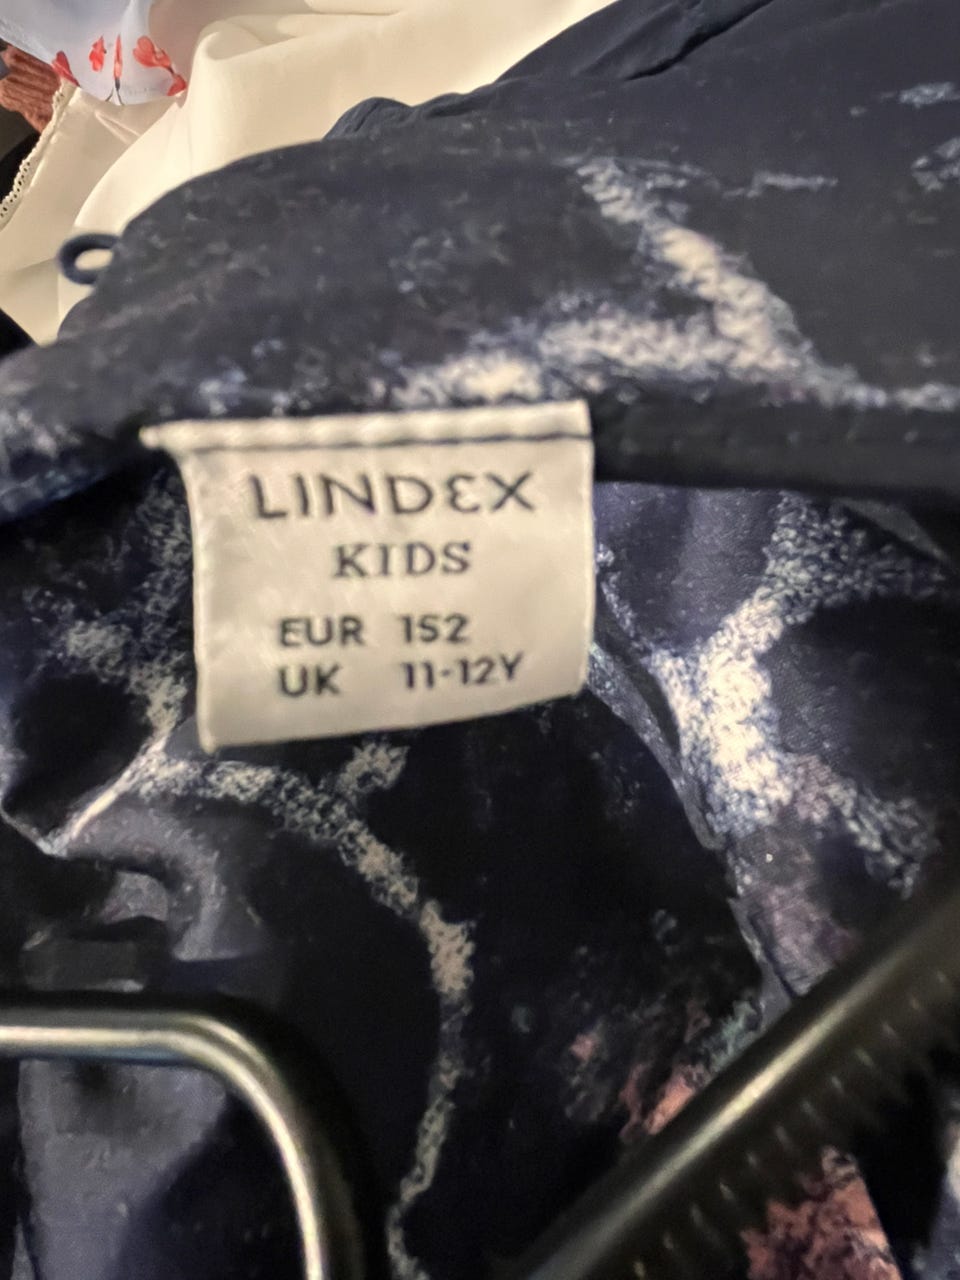 LINDEX
KIDS
EUR 152
UK 11-12Y